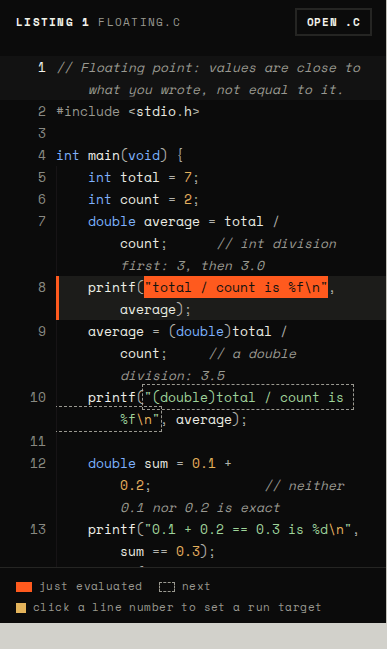 LISTING 1 FLOATING.C
OPEN .C
1 // Floating point: values are close to
what you wrote, not equal to it.
2 #include <stdio.h>
3
4 int main(void) {
5 int total = 7;
6 int count = 2;
7 double average = total /
count; // int division
first: 3, then 3.0
8 printf("total / count is %f\n",
average);
9 average = (double)total /
count; // a double
division: 3.5
10 printf("(double)total / count is
%f\n", average);
11
12 double sum = 0.1 +
0.2; // neither
0.1 nor 0.2 is exact
13 printf("0.1 + 0.2 == 0.3 is %d\n",
sum == 0.3);
just evaluated next
click a line number to set a run target